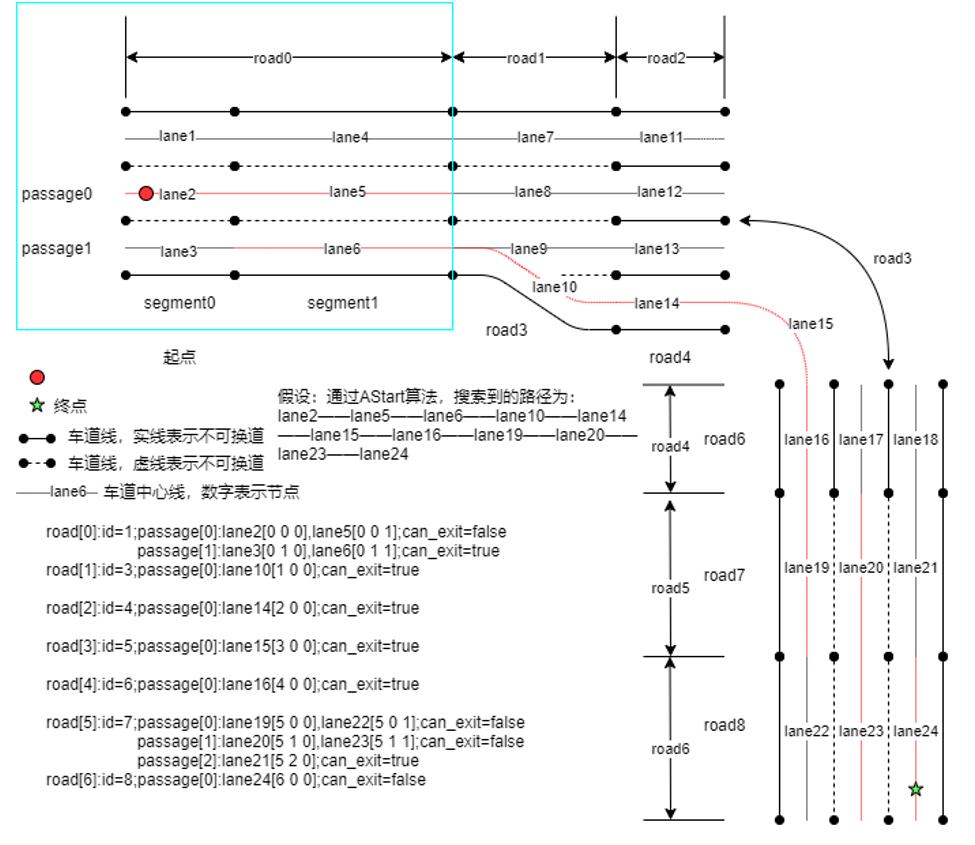 road0
road1
road2
lane1
lane4
lane7
lane11
passage0
lane2
lane5
lane8
lane12
passage1
lane3
lane6
lane9
lane13
road3
lane10
segment0
segment1
lane14
road3
lane15
起点
road4
终点
假设：通过AStart算法，搜索到的路径为：
lane2——lane5——lane6——lane10——lane14
——lane15——lane16——lane19——lane20——
lane23——lane24
车道线，实线表示不可换道
车道线，虚线表示不可换道
lane6 车道中心线，数字表示节点
road4
road6
lane16
lane17
lane18
road[0]:id=1;passage[0]:lane2[0 0 0],lane5[0 0 1];can_exit=false
passage[1]:lane3[0 1 0],lane6[0 1 1];can_exit=true
road[1]:id=3;passage[0]:lane10[1 0 0];can_exit=true
road[2]:id=4;passage[0]:lane14[2 0 0];can_exit=true
road[3]:id=5;passage[0]:lane15[3 0 0];can_exit=true
road[4]:id=6;passage[0]:lane16[4 0 0];can_exit=true
road[5]:id=7;passage[0]:lane19[5 0 0],lane22[5 0 1];can_exit=false
passage[1]:lane20[5 1 0],lane23[5 1 1];can_exit=false
passage[2]:lane21[5 2 0];can_exit=true
road[6]:id=8;passage[0]:lane24[6 0 0];can_exit=false
road5
road7
lane19
lane20
lane21
road6
road8
lane22
lane23
lane24